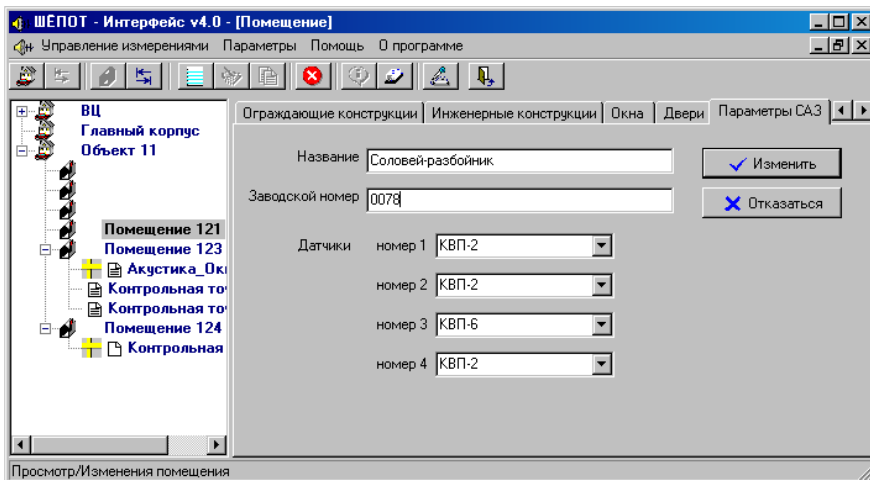 ШЁПОТ - Интерфейс v4.0 - [Помещение]
Управление измерениями Параметры Помощь О программе
ВЦ
Главный корпус
Объект 11
Помещение 121
Помещение 123
Акустика_Ок
Контрольная то
Контрольная то
Помещение 124
Контрольная
Ограждающие конструкции Инженерные конструкции Окна Двери Параметры САЗ
Название Соловей-разбойник
Изменить
Заводской номер 0078
Отказаться
Датчики номер 1 КВП-2
номер 2 КВП-2
номер 3 КВП-6
номер 4 КВП-2
Просмотр/Изменения помещения